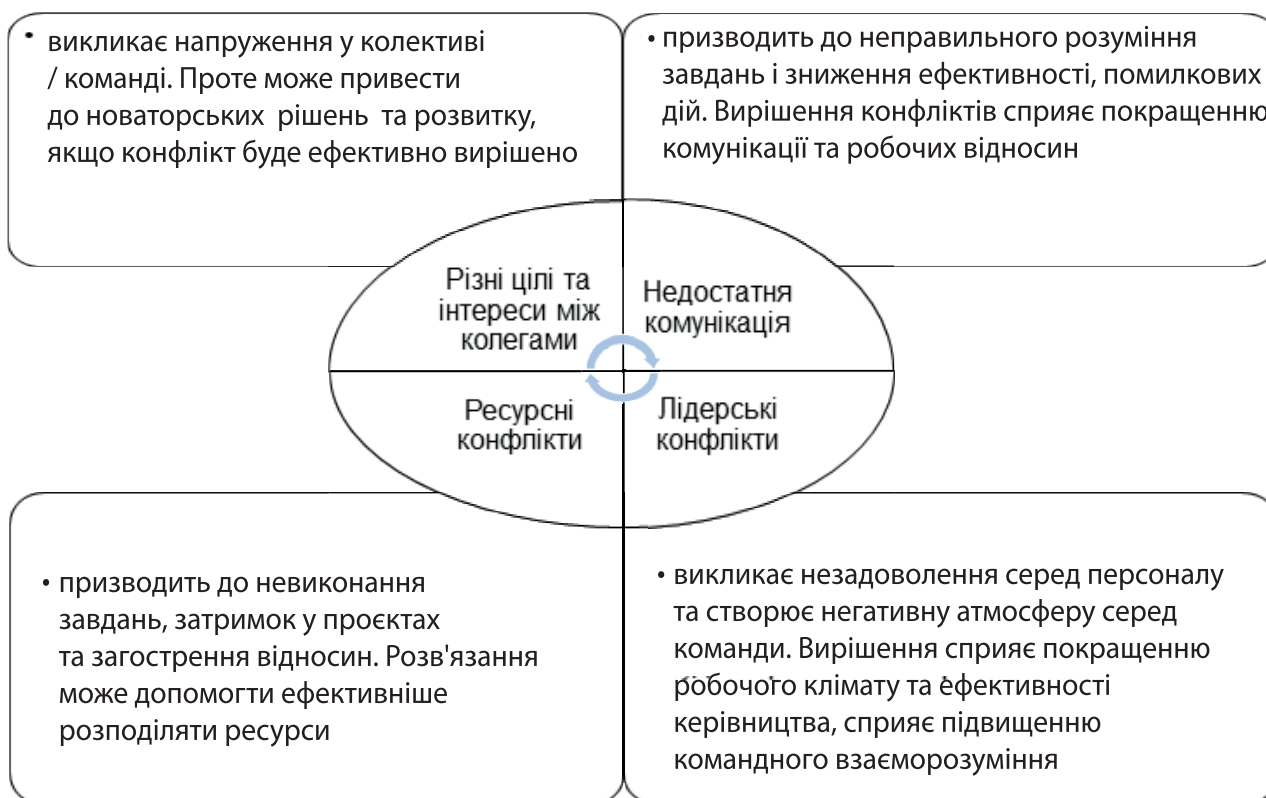 • викликає напруження у колективі
/ команді. Проте може привести
до новаторських рішень та розвитку,
якщо конфлікт буде ефективно вирішено
• призводить до неправильного розуміння
завдань і зниження ефективності, помилкових
дій. Вирішення конфліктів сприяє покращенню
комунікації та робочих відносин
Різні цілі та
інтереси між
колегами
Недостатня
комунікація
Ресурсні
конфлікти
Лідерські
конфлікти
• призводить до невиконання
завдань, затримок у проєктах
та загострення відносин. Розв'язання
може допомогти ефективніше
розподіляти ресурси
• викликає незадоволення серед персоналу
та створює негативну атмосферу серед
команди. Вирішення сприяє покращенню
робочого клімату та ефективності
керівництва, сприяє підвищенню
командного взаєморозуміння